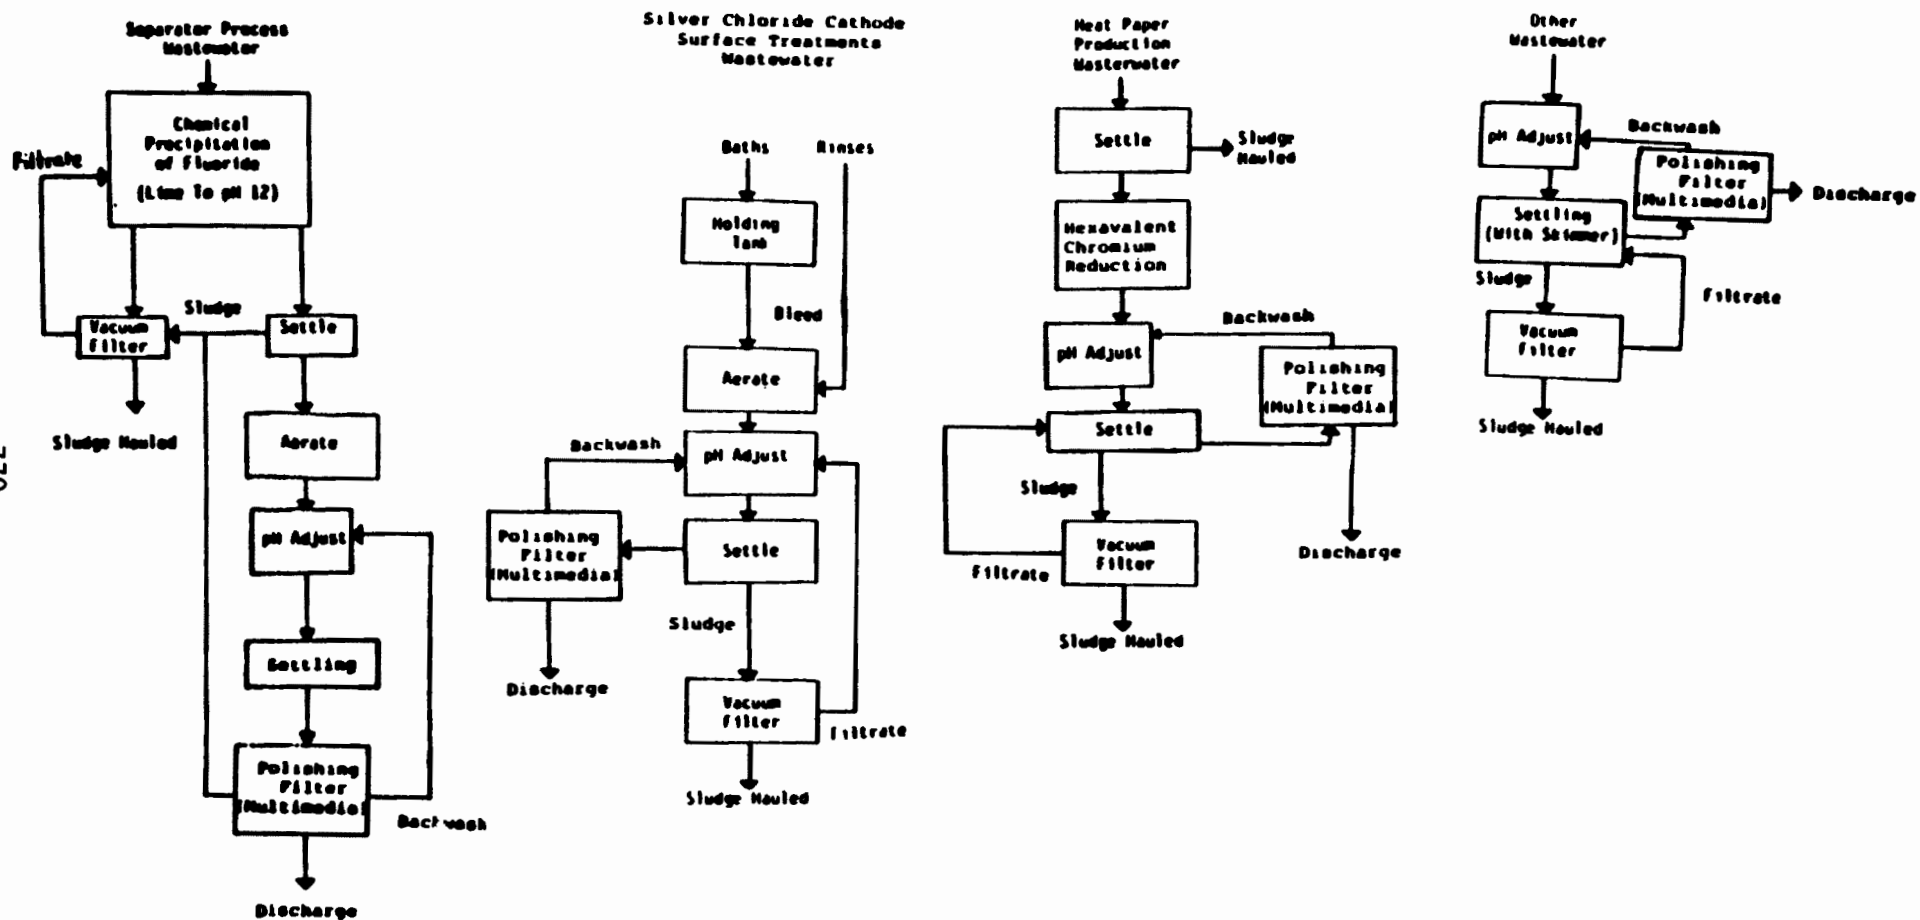 Separator Process
Wastewater
Chemical
Precipitation
of Fluoride
(Lime To pH 12)
Filtrate
Vacuum
Filter
Sludge
Settle
Sludge Hauled
Aerate
pH Adjust
Settling
Polishing
Filter
(Multimedia)
Backwash
Discharge
Silver Chloride Cathode
Surface Treatments
Wastewater
Baths
Rinses
Holding
Tank
Bleed
Aerate
Backwash
pH Adjust
Polishing
Filter
(Multimedia)
Settle
Sludge
Discharge
Vacuum
Filter
Filtrate
Sludge Hauled
Heat Paper
Production
Wasterwater
Settle
Sludge
Hauled
Hexavalent
Chromium
Reduction
Backwash
pH Adjust
Polishing
Filter
(Multimedia)
Settle
Sludge
Vacuum
Filter
Filtrate
Discharge
Sludge Hauled
Other
Wastewater
pH Adjust
Backwash
Polishing
Filter
(Multimedia)
Discharge
Settling
(With Skimmer)
Sludge
Filtrate
Vacuum
Filter
Sludge Hauled